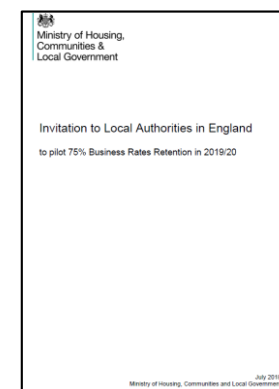 Ministry of Housing,
Communities &
Local Government
Invitation to Local Authorities in England
to pilot 75% Business Rates Retention in 2019/20
July 2018
Ministry of Housing, Communities and Local Government